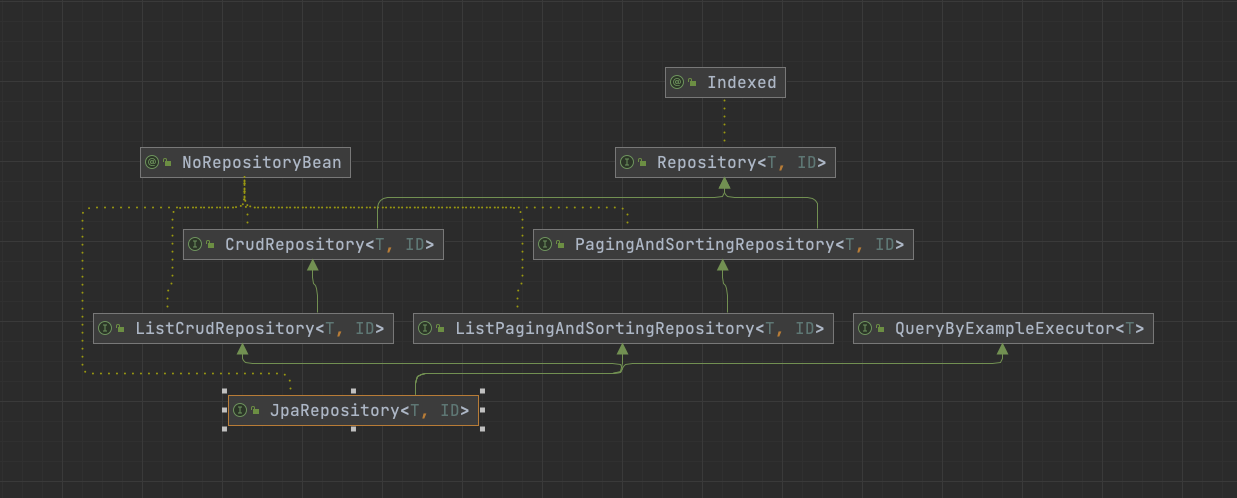 Indexed
NoRepositoryBean
Repository<T, ID>
CrudRepository<T, ID>
PagingAndSortingRepository<T, ID>
ListCrudRepository<T, ID>
ListPagingAndSortingRepository<T, ID>
QueryByExampleExecutor<T>
JpaRepository<T, ID>